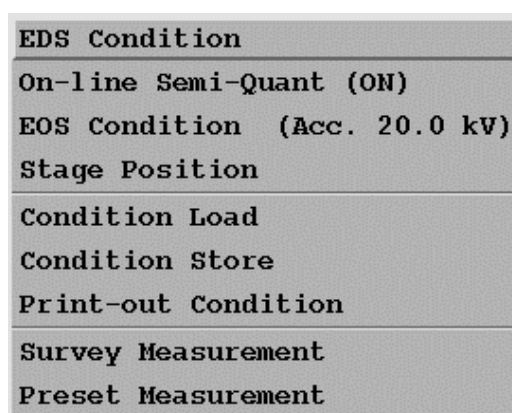 EDS Condition
On-line Semi-Quant (ON)
EOS Condition (Acc. 20.0 kV)
Stage Position
Condition Load
Condition Store
Print-out Condition
Survey Measurement
Preset Measurement